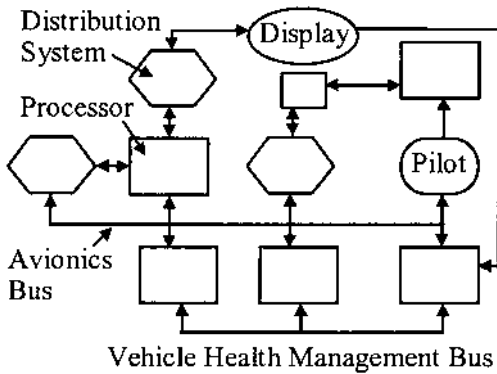 Distribution
System
Display
Processor
Pilot
Avionics
Bus
Vehicle Health Management Bus